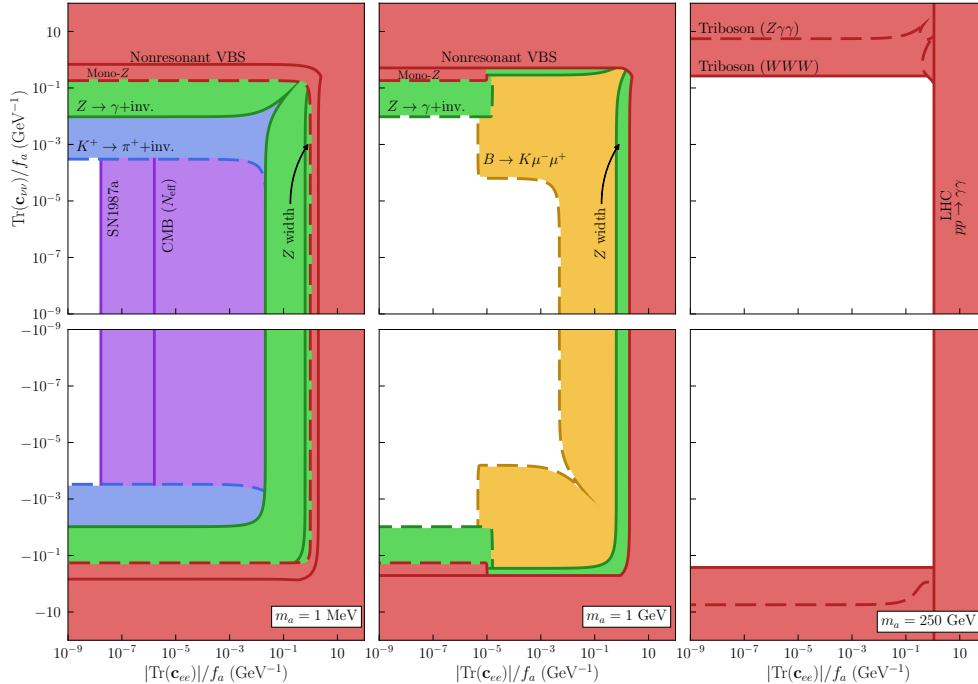 10
10⁻¹
10⁻³
10⁻⁵
10⁻⁷
10⁻⁹
Tr(c_νν)/f_a (GeV⁻¹)
Nonresonant VBS
Mono-Z
Z → γ+inv.
K⁺ → π⁺+inv.
SN1987a
CMB (N_eff)
Z width
Nonresonant VBS
Mono-Z
Z → γ+inv.
B → Kμ⁻μ⁺
Z width
Triboson (Zγγ)
Triboson (WWW)
LHC
pp → γγ
−10⁻⁹
−10⁻⁷
−10⁻⁵
−10⁻³
−10⁻¹
−10
m_a = 1 MeV
m_a = 1 GeV
m_a = 250 GeV
10⁻⁹ 10⁻⁷ 10⁻⁵ 10⁻³ 10⁻¹ 10
10⁻⁹ 10⁻⁷ 10⁻⁵ 10⁻³ 10⁻¹ 10
10⁻⁹ 10⁻⁷ 10⁻⁵ 10⁻³ 10⁻¹ 10
|Tr(c_ee)|/f_a (GeV⁻¹)
|Tr(c_ee)|/f_a (GeV⁻¹)
|Tr(c_ee)|/f_a (GeV⁻¹)